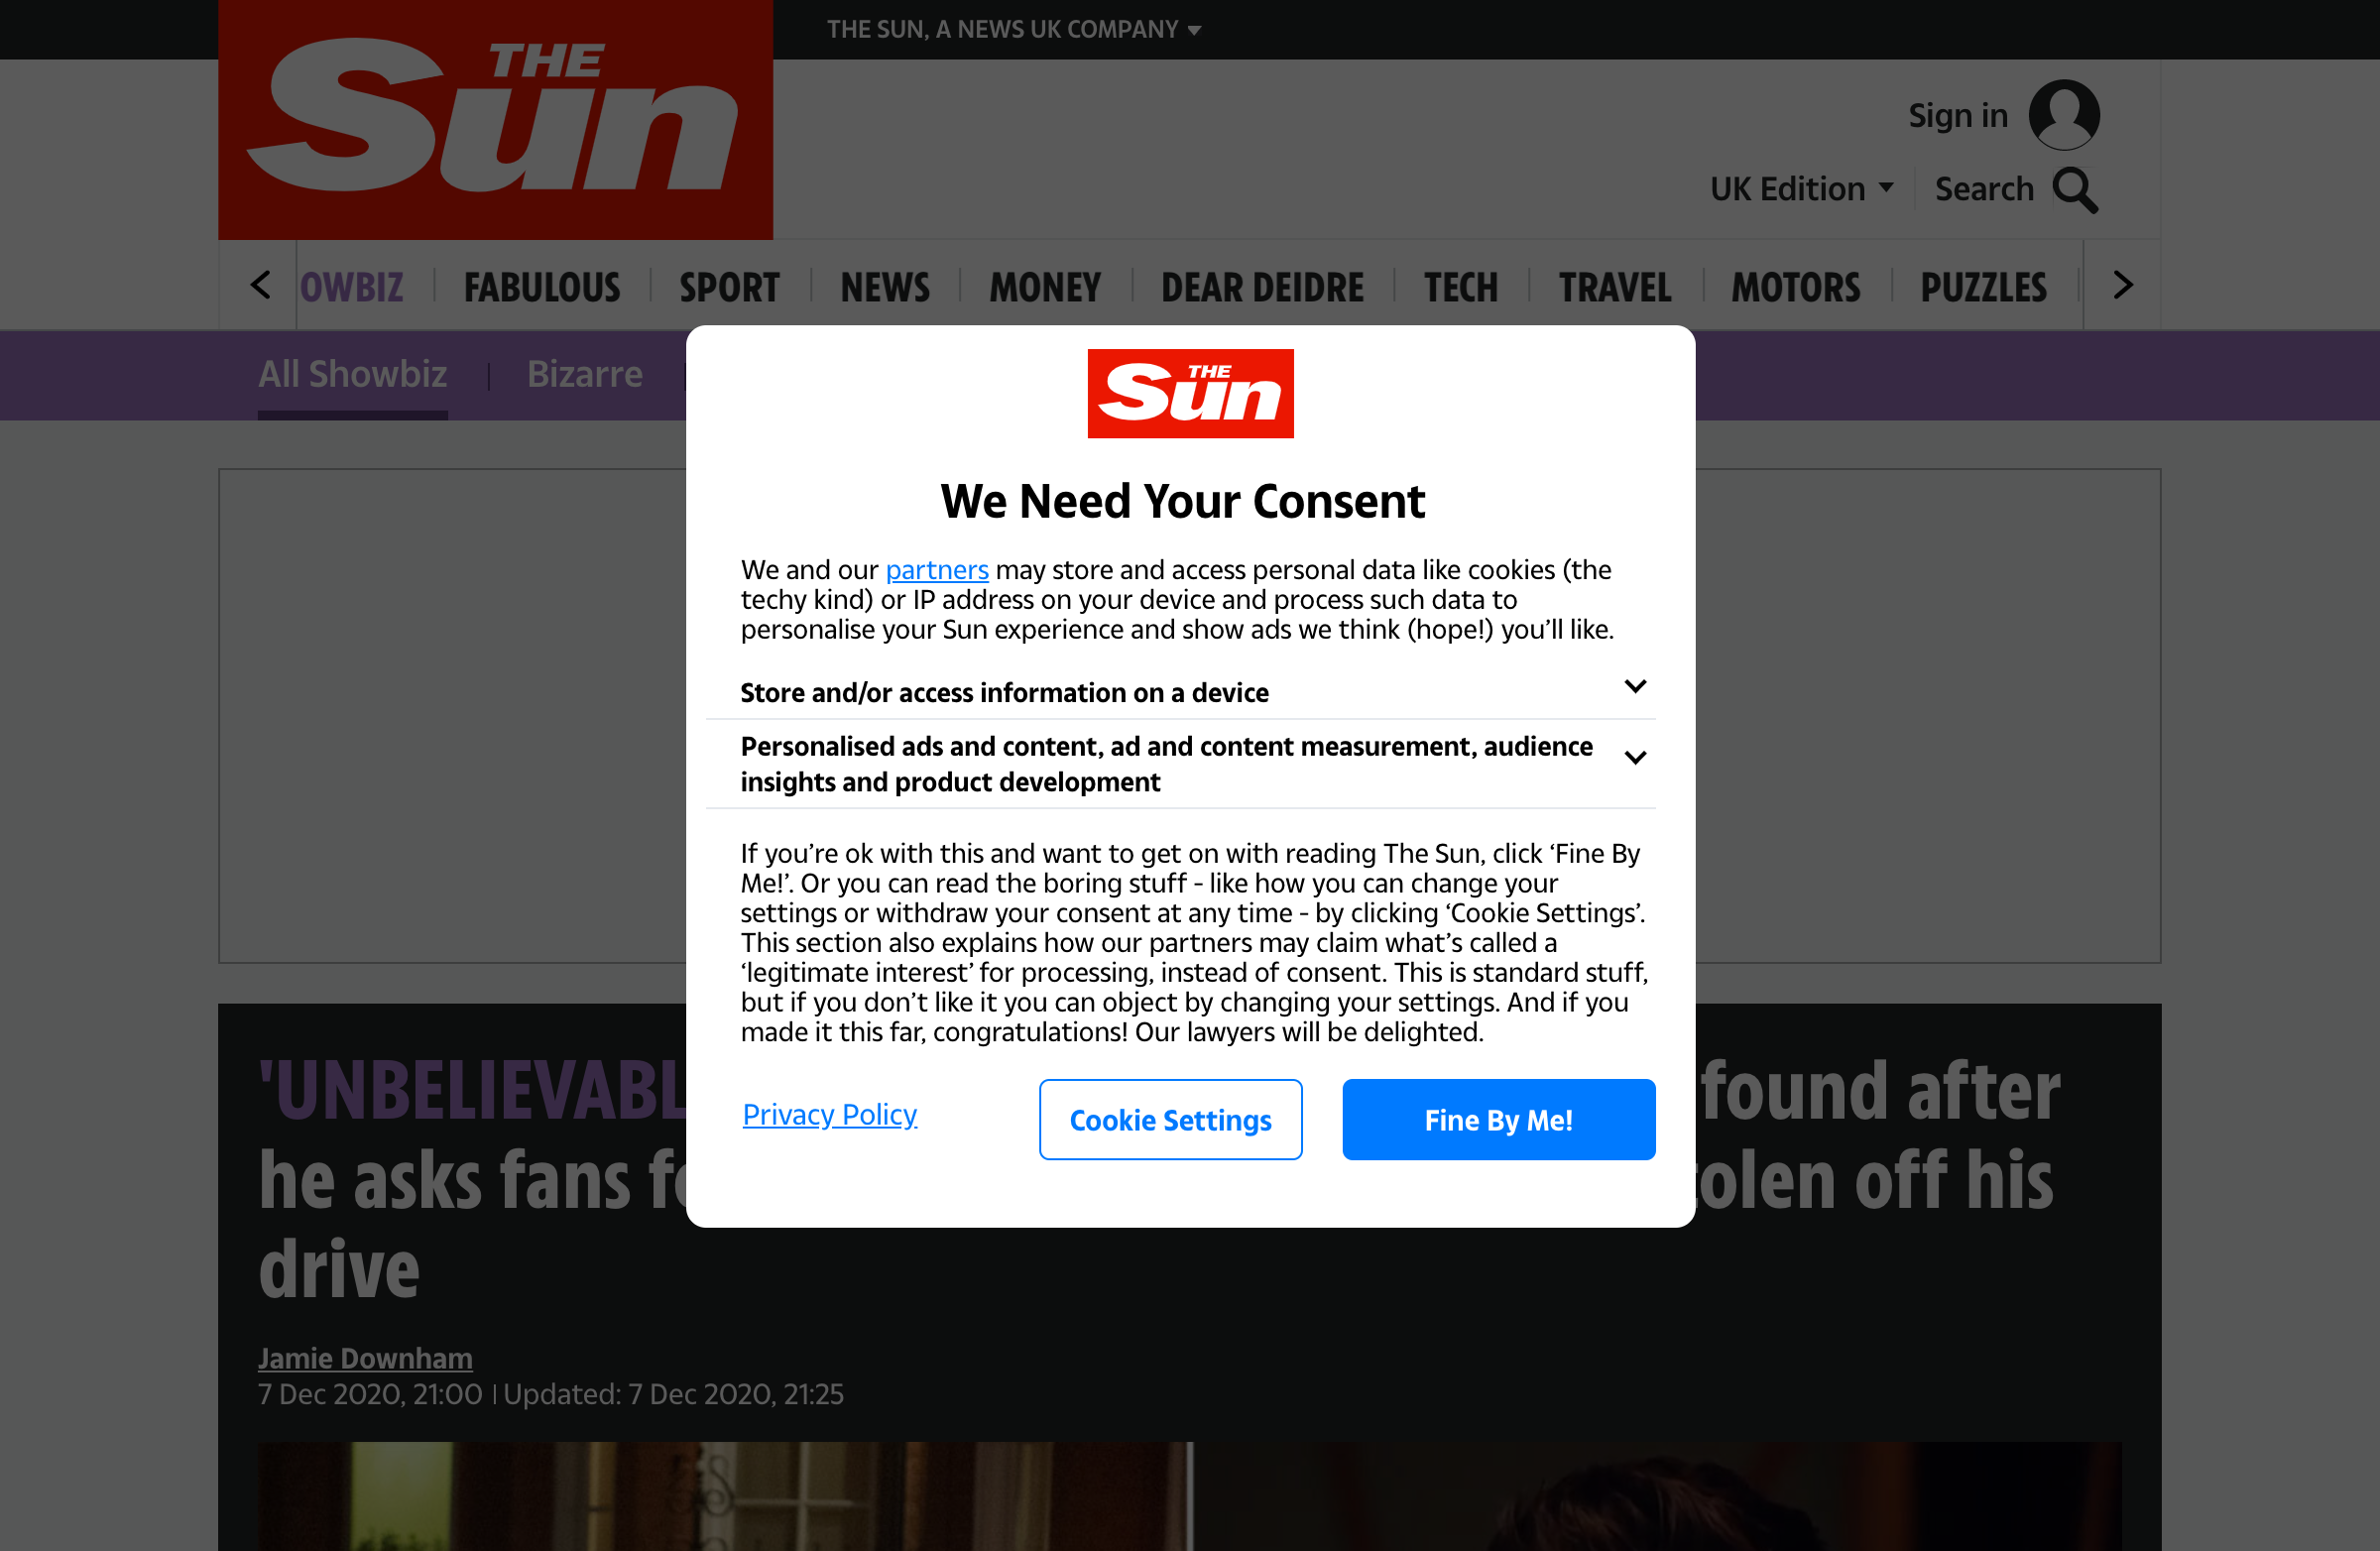 THE SUN, A NEWS UK COMPANY
THE Sun
Sign in
UK Edition
Search
OWBIZ FABULOUS SPORT NEWS MONEY DEAR DEIDRE TECH TRAVEL MOTORS PUZZLES
All Showbiz Bizarre
THE Sun
We Need Your Consent
We and our partners may store and access personal data like cookies (the
techy kind) or IP address on your device and process such data to
personalise your Sun experience and show ads we think (hope!) you’ll like.
Store and/or access information on a device
Personalised ads and content, ad and content measurement, audience
insights and product development
If you’re ok with this and want to get on with reading The Sun, click ‘Fine By
Me!’. Or you can read the boring stuff - like how you can change your
settings or withdraw your consent at any time - by clicking ‘Cookie Settings’.
This section also explains how our partners may claim what’s called a
‘legitimate interest’ for processing, instead of consent. This is standard stuff,
but if you don’t like it you can object by changing your settings. And if you
made it this far, congratulations! Our lawyers will be delighted.
Privacy Policy
Cookie Settings
Fine By Me!
'UNBELIEVABL found after
he asks fans fo tolen off his
drive
Jamie Downham
7 Dec 2020, 21:00 | Updated: 7 Dec 2020, 21:25